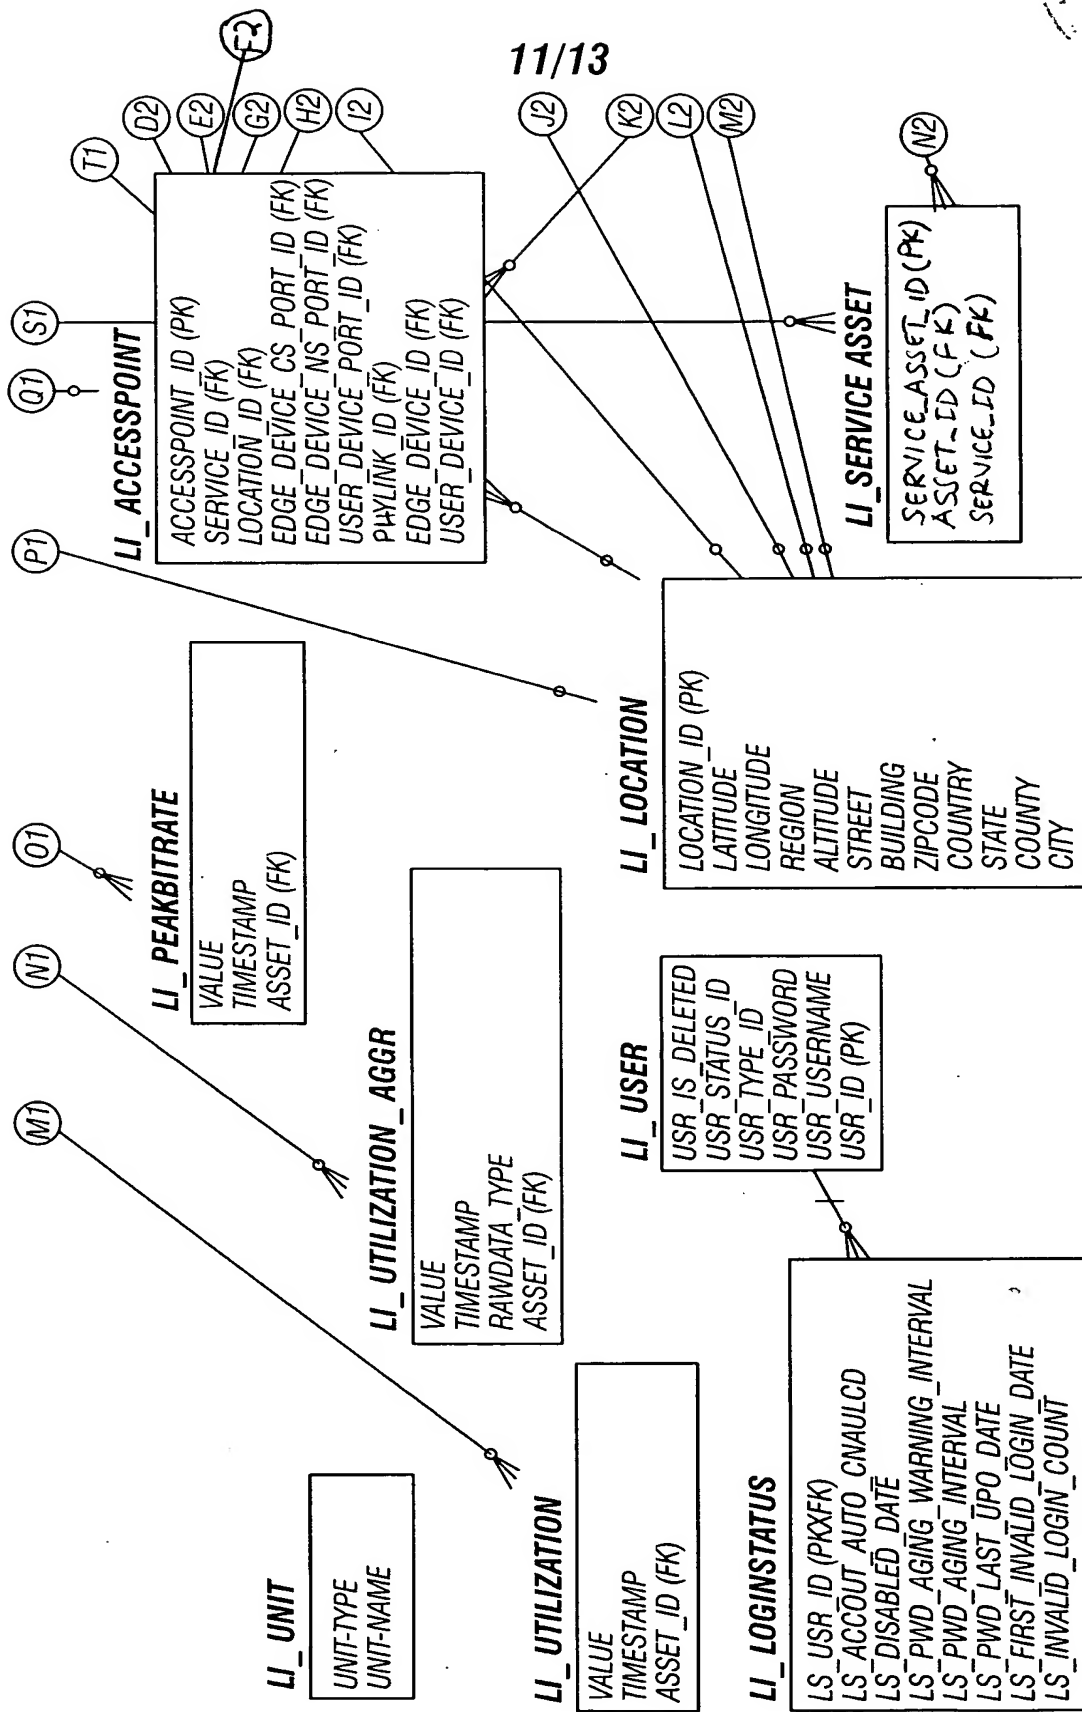 11/13
M1
N1
O1
P1
Q1
S1
T1
D2
E2
F2
G2
H2
I2
J2
K2
L2
M2
N2
LI_UNIT
UNIT-TYPE
UNIT-NAME
LI_UTILIZATION
VALUE
TIMESTAMP
ASSET_ID (FK)
LI_UTILIZATION_AGGR
VALUE
TIMESTAMP
RAWDATA_TYPE
ASSET_ID (FK)
LI_PEAKBITRATE
VALUE
TIMESTAMP
ASSET_ID (FK)
LI_ACCESSPOINT
ACCESSPOINT_ID (PK)
SERVICE_ID (FK)
LOCATION_ID (FK)
EDGE_DEVICE_CS_PORT_ID (FK)
EDGE_DEVICE_NS_PORT_ID (FK)
USER_DEVICE_PORT_ID (FK)
PHYLINK_ID (FK)
EDGE_DEVICE_ID (FK)
USER_DEVICE_ID (FK)
LI_LOGINSTATUS
LS_USR_ID (PKXFK)
LS_ACCOUT_AUTO_CNAULCD
LS_DISABLED_DATE
LS_PWD_AGING_WARNING_INTERVAL
LS_PWD_AGING_INTERVAL
LS_PWD_LAST_UPO_DATE
LS_FIRST_INVALID_LOGIN_DATE
LS_INVALID_LOGIN_COUNT
LI_USER
USR_IS_DELETED
USR_STATUS_ID
USR_TYPE_ID
USR_PASSWORD
USR_USERNAME
USR_ID (PK)
LI_LOCATION
LOCATION_ID (PK)
LATITUDE
LONGITUDE
REGION
ALTITUDE
STREET
BUILDING
ZIPCODE
COUNTRY
STATE
COUNTY
CITY
LI_SERVICE ASSET
SERVICE_ASSET_ID (PK)
ASSET_ID (FK)
SERVICE_ID (FK)